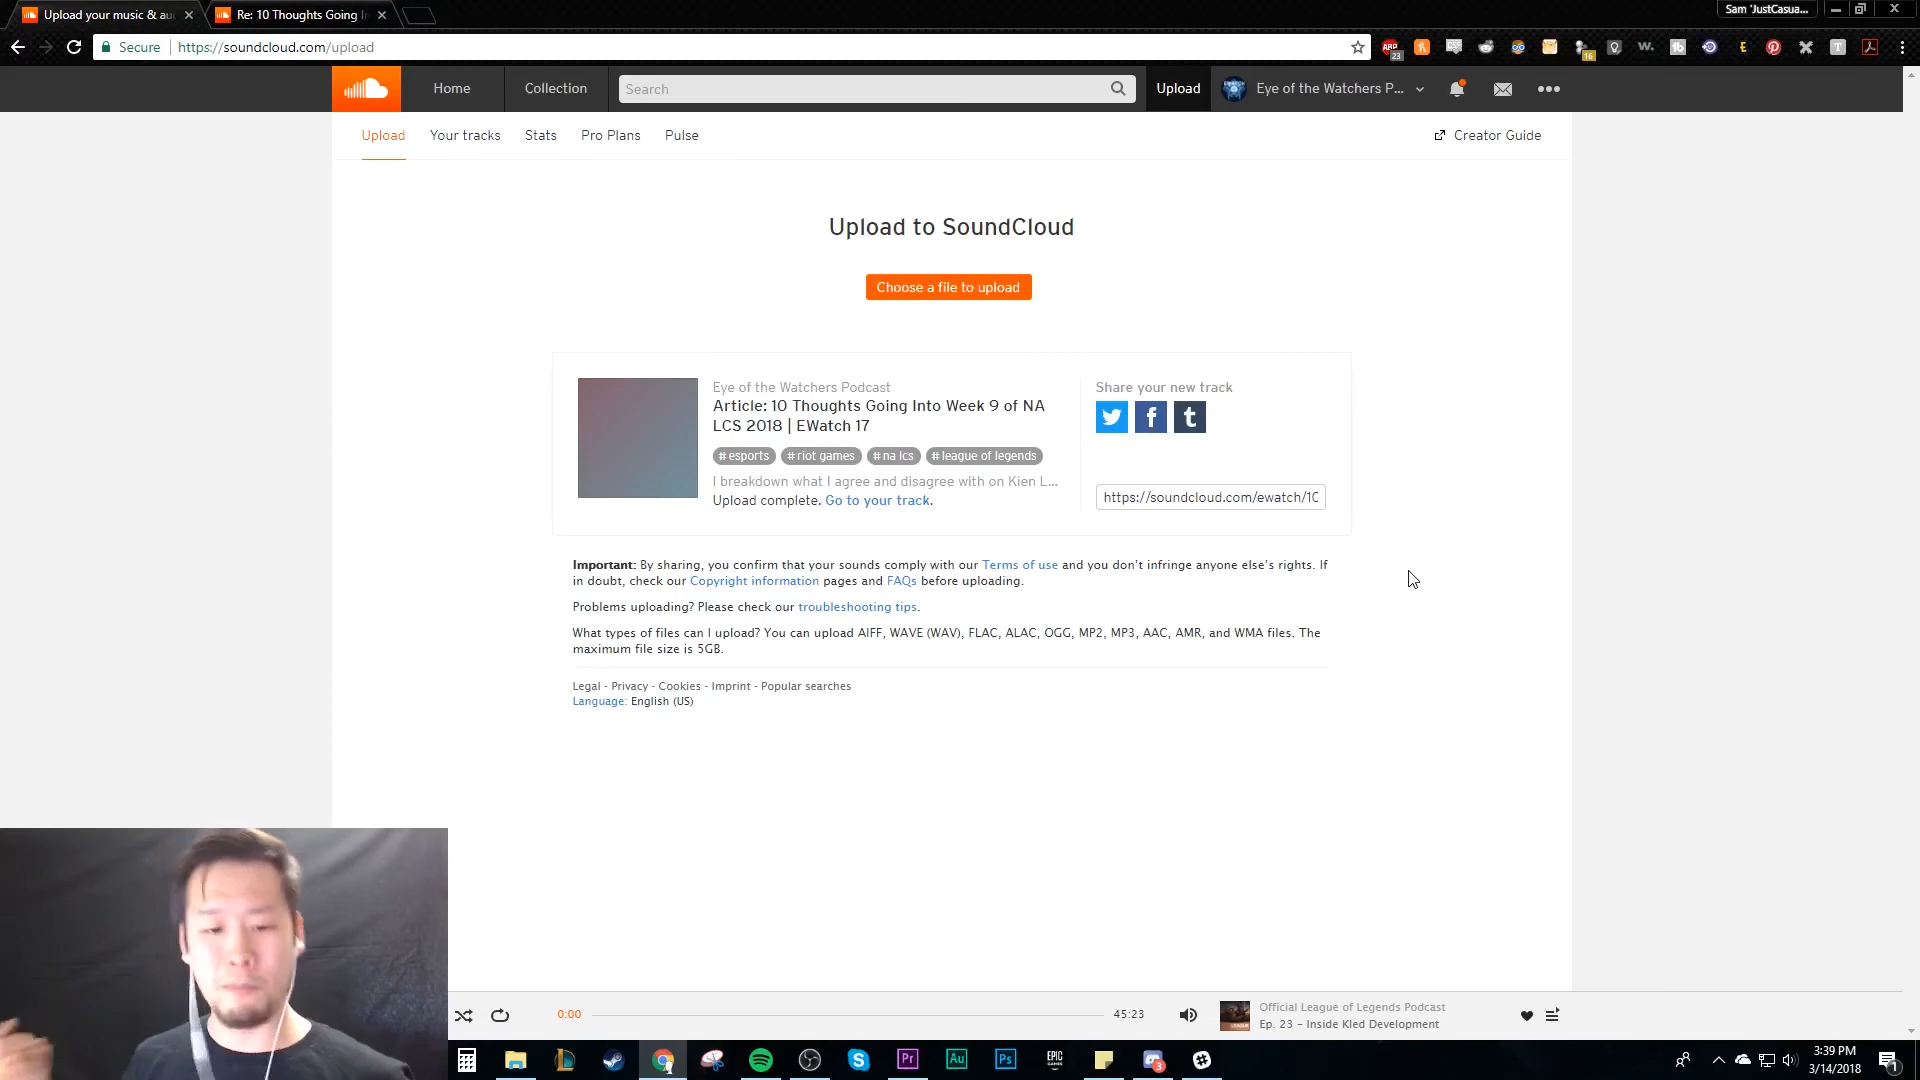 Upload your music & au
Re: 10 Thoughts Going I
Sam 'JustCasua...
Secure
https://soundcloud.com/upload
Home
Collection
Search
Upload
Eye of the Watchers P...
Upload
Your tracks
Stats
Pro Plans
Pulse
Creator Guide
Upload to SoundCloud
Choose a file to upload
Eye of the Watchers Podcast
Article: 10 Thoughts Going Into Week 9 of NA
LCS 2018 | EWatch 17
# esports
# riot games
# na lcs
# league of legends
I breakdown what I agree and disagree with on Kien L...
Upload complete. Go to your track.
Share your new track
https://soundcloud.com/ewatch/10
Important: By sharing, you confirm that your sounds comply with our Terms of use and you don't infringe anyone else's rights. If
in doubt, check our Copyright information pages and FAQs before uploading.
Problems uploading? Please check our troubleshooting tips.
What types of files can I upload? You can upload AIFF, WAVE (WAV), FLAC, ALAC, OGG, MP2, MP3, AAC, AMR, and WMA files. The
maximum file size is 5GB.
Legal - Privacy - Cookies - Imprint - Popular searches
Language: English (US)
0:00
45:23
Official League of Legends Podcast
Ep. 23 – Inside Kled Development
3:39 PM
3/14/2018